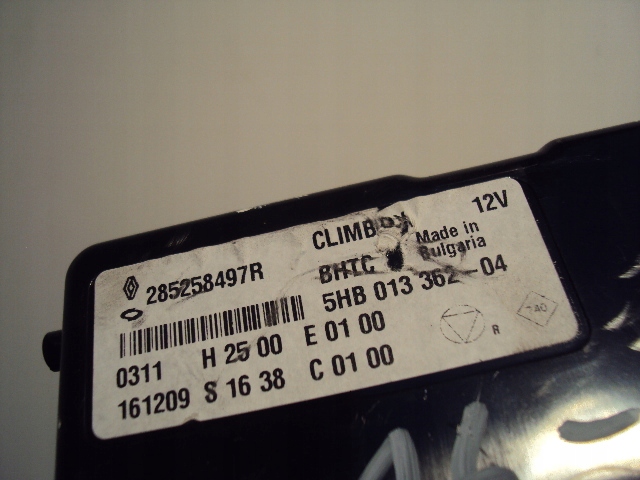 CLIMBOX 12V
285258497R BHTC Made in
Bulgaria
5HB 013 362-04
0311 H 25 00 E 01 00
161209 S 16 38 C 01 00
R
-40